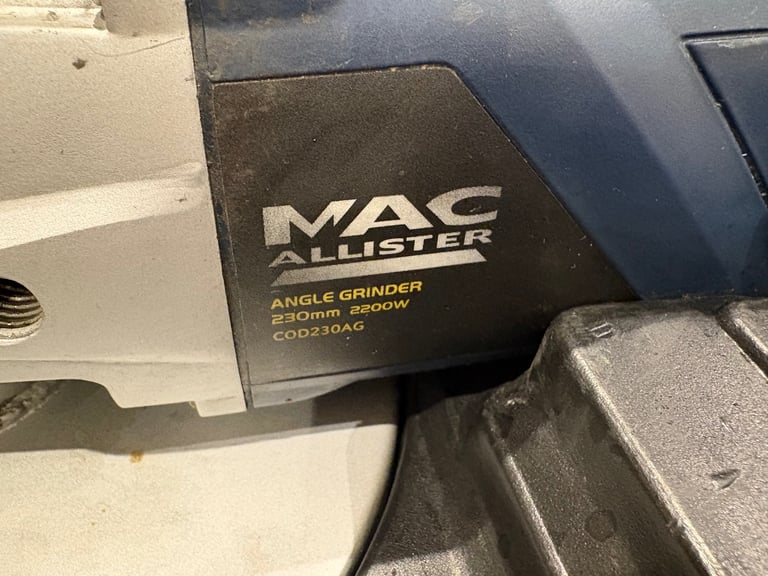 MAC
ALLISTER
ANGLE GRINDER
230mm 2200W
COD230AG